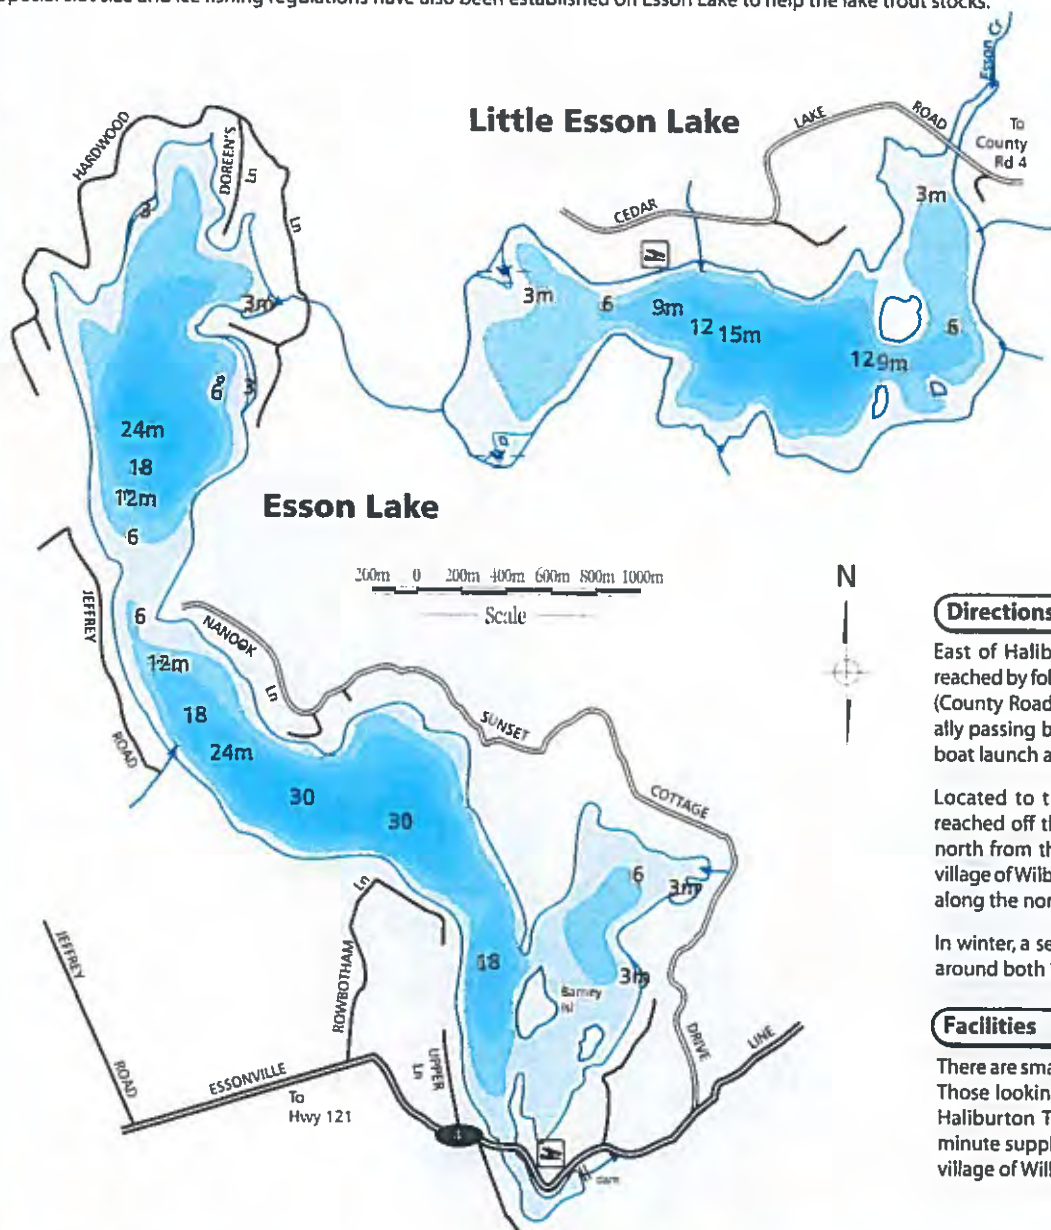 Special slot size and ice fishing regulations have also been established on Esson Lake to help the lake trout stocks.
Little Esson Lake
Esson Cr
LAKE
ROAD
To
County
Rd 4
CEDAR
HARDWOOD
DOREEN'S
Ln
Ln
3
3m
3m
3m
6
9m
12
15m
12
9m
6
6
3
24m
18
12m
6
Esson Lake
200m 0 200m 400m 600m 800m 1000m
Scale
N
JEFFREY
ROAD
6
NANOOK
Ln
12m
18
24m
30
30
SUNSET
COTTAGE
DRIVE
6
3m
3m
18
Barney
Isl
Ln
ROWBOTHAM
UPPER
Ln
JEFFREY
ROAD
ESSONVILLE
LINE
To
Hwy 121
dam
Directions
East of Halib
reached by fol
(County Road
ally passing b
boat launch a
Located to t
reached off th
north from th
village of Wilb
along the nor
In winter, a se
around both
Facilities
There are sma
Those lookin
Haliburton T
minute suppl
village of Wil